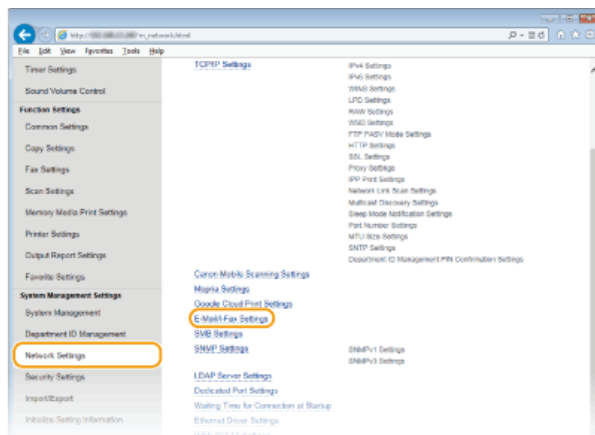 File Edit View Favorites Tools Help
Timer Settings
Sound Volume Control
Function Settings
Common Settings
Copy Settings
Fax Settings
Scan Settings
Memory Media Print Settings
Printer Settings
Output Report Settings
Favorite Settings
System Management Settings
System Management
Department ID Management
Network Settings
Security Settings
Import/Export
Initialize Setting Information
TCP/IP Settings
IPv4 Settings
IPv6 Settings
WINS Settings
LPD Settings
RAW Settings
WSD Settings
FTP PASV Mode Settings
HTTP Settings
SSL Settings
Proxy Settings
IPP Print Settings
Network Link Scan Settings
Multicast Discovery Settings
Sleep Mode Notification Settings
Port Number Settings
MTU Size Settings
SNTP Settings
Department ID Management PIN Confirmation Settings
Canon Mobile Scanning Settings
Mopria Settings
Google Cloud Print Settings
E-Mail/I-Fax Settings
SMB Settings
SNMP Settings
SNMPv1 Settings
SNMPv3 Settings
LDAP Server Settings
Dedicated Port Settings
Waiting Time for Connection at Startup
Ethernet Driver Settings